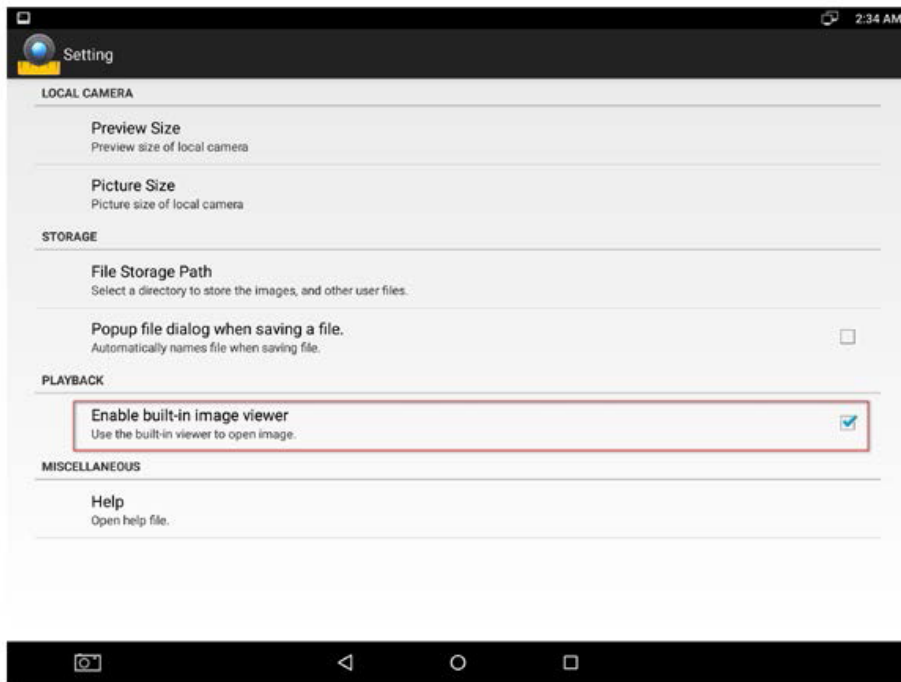 2:34 AM
Setting
LOCAL CAMERA
Preview Size
Preview size of local camera
Picture Size
Picture size of local camera
STORAGE
File Storage Path
Select a directory to store the images, and other user files.
Popup file dialog when saving a file.
Automatically names file when saving file.
PLAYBACK
Enable built-in image viewer
Use the built-in viewer to open image.
MISCELLANEOUS
Help
Open help file.